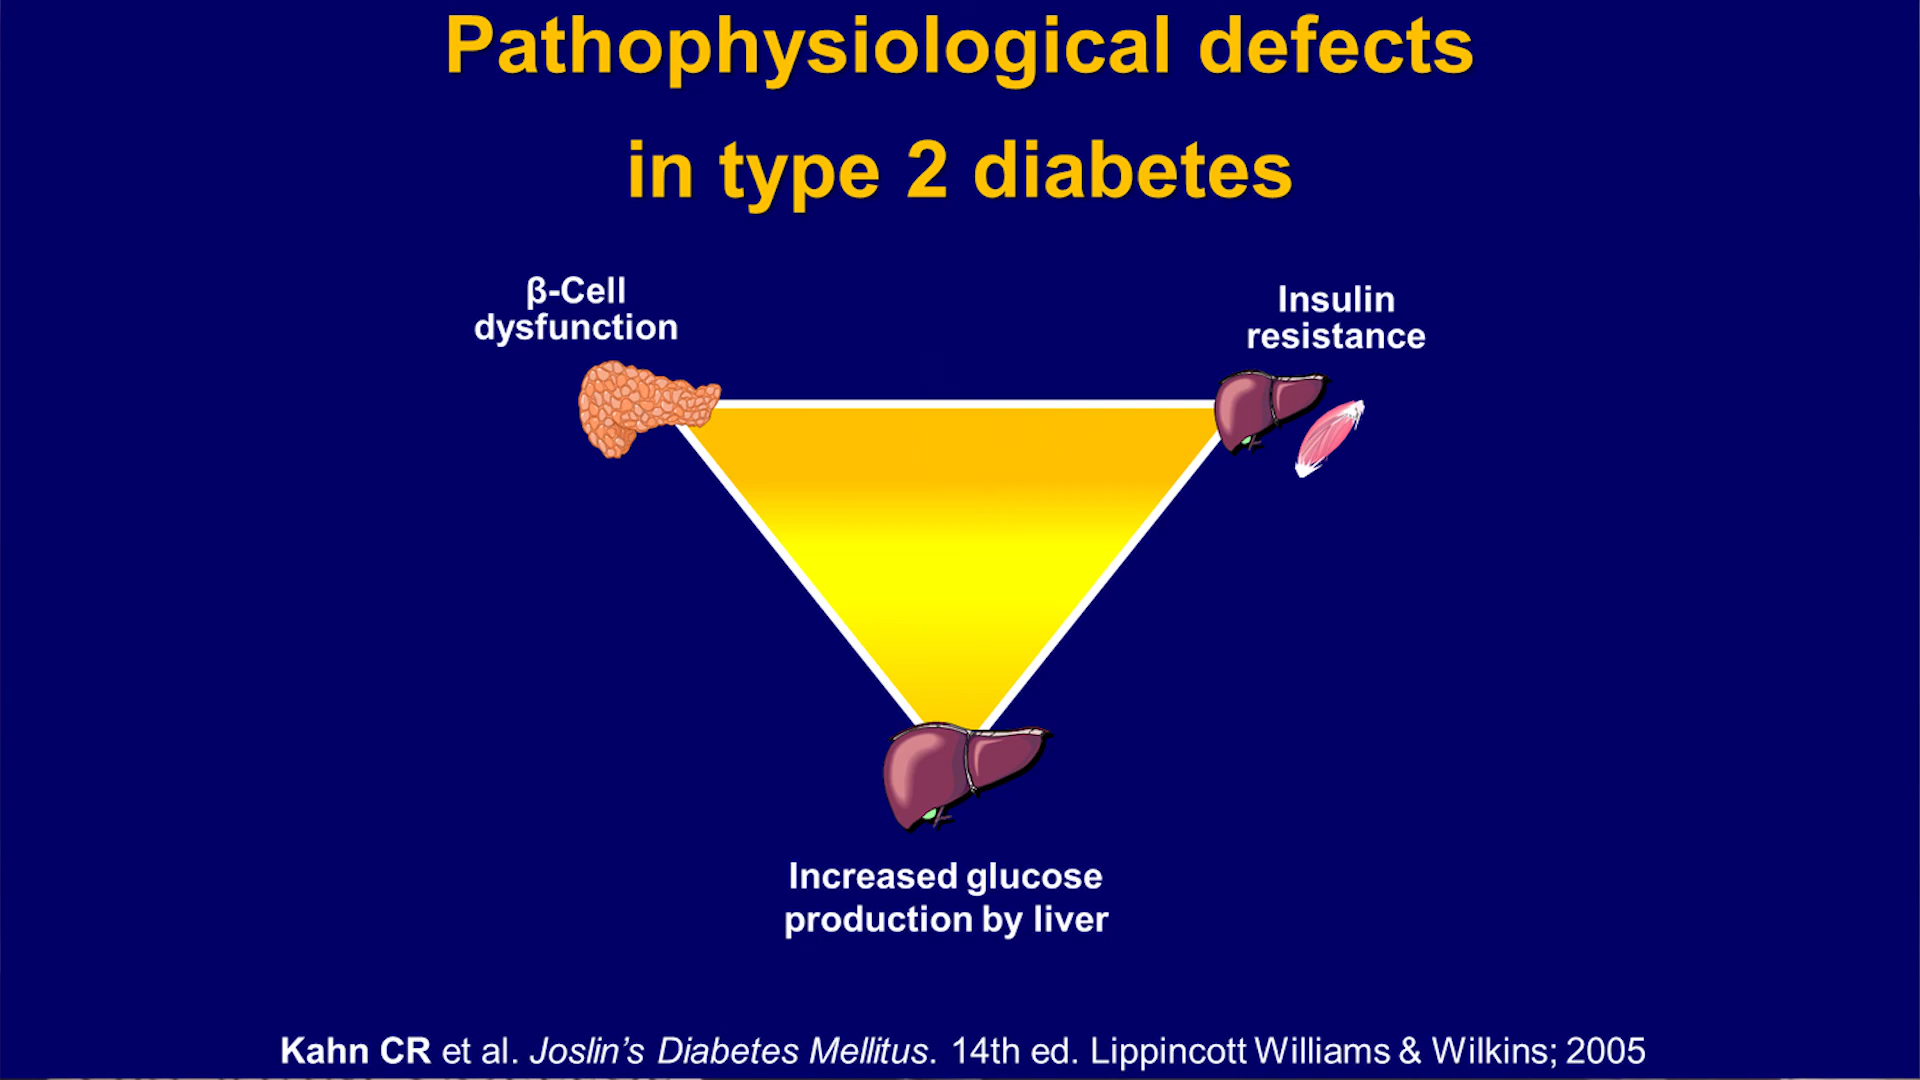 Pathophysiological defects
in type 2 diabetes
β-Cell
dysfunction
Insulin
resistance
Increased glucose
production by liver
Kahn CR et al. Joslin’s Diabetes Mellitus. 14th ed. Lippincott Williams & Wilkins; 2005